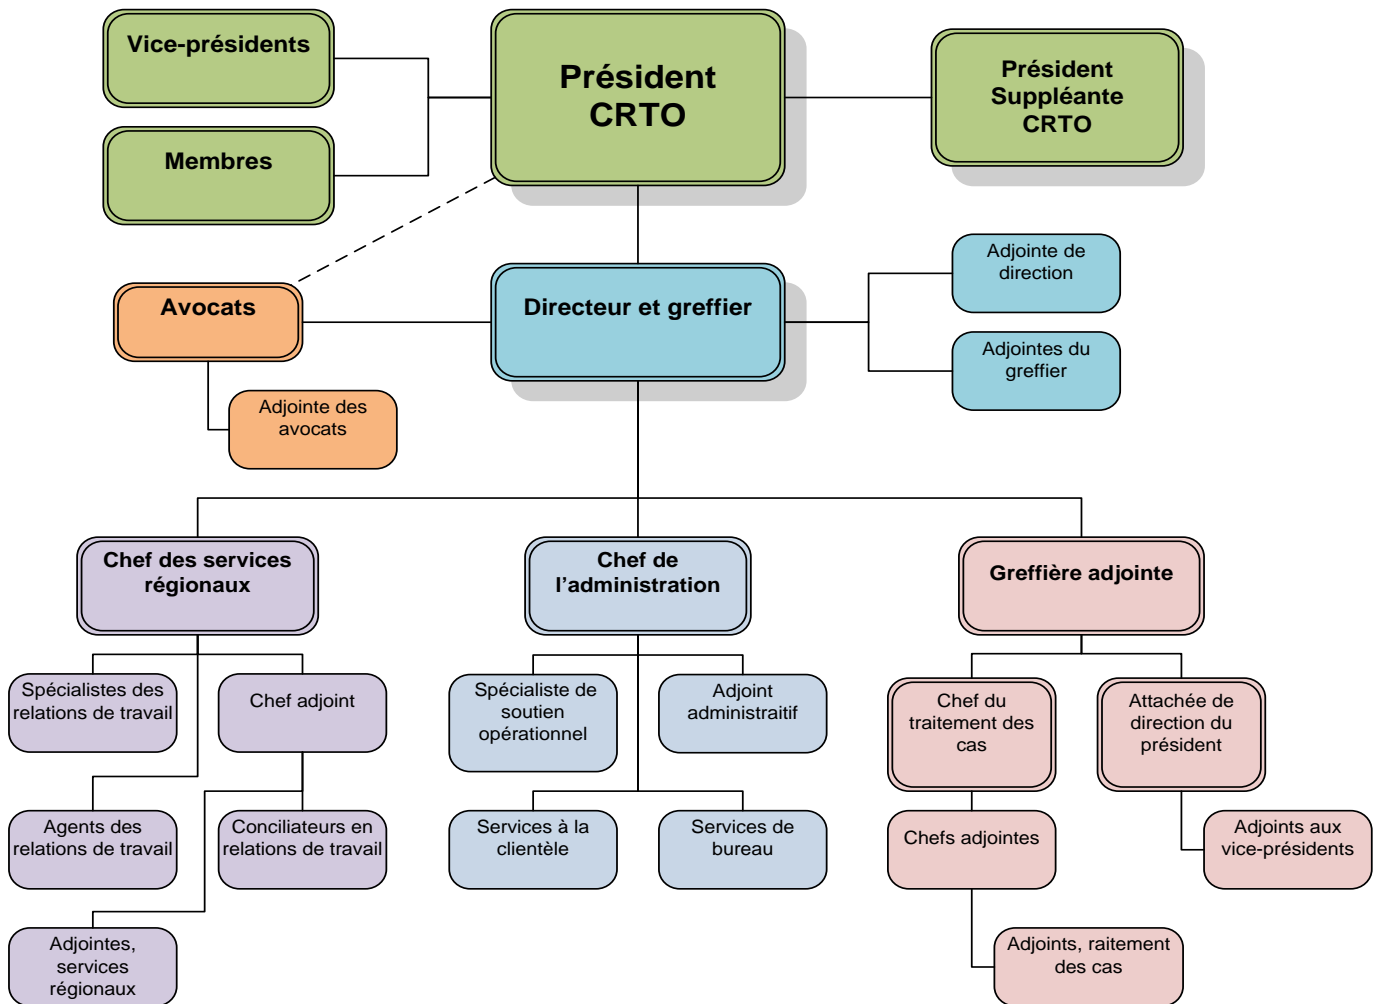 Vice-présidents
Président
CRTO
Président
Suppléante
CRTO
Membres
Adjointe de
direction
Avocats
Directeur et greffier
Adjointes du
greffier
Adjointe des
avocats
Chef des services
régionaux
Chef de
l'administration
Greffière adjointe
Spécialistes des
relations de travail
Chef adjoint
Spécialiste de
soutien
opérationnel
Adjoint
administraitif
Chef du
traitement des
cas
Attachée de
direction du
président
Agents des
relations de travail
Conciliateurs en
relations de travail
Services à la
clientèle
Services de
bureau
Chefs adjointes
Adjoints aux
vice-présidents
Adjointes,
services
régionaux
Adjoints, raitement
des cas